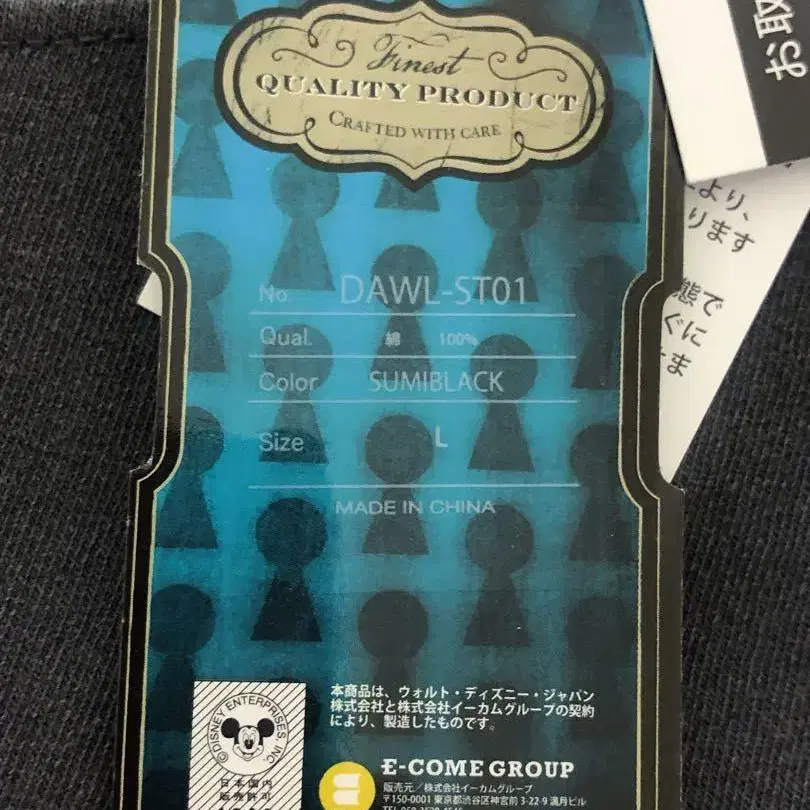 Finest
QUALITY PRODUCT
CRAFTED WITH CARE
No. DAWL-ST01
Qual. 綿 100%
Color SUMIBLACK
Size L
MADE IN CHINA
©DISNEY ENTERPRISES, INC.
日本国内
販売許可
本商品は、ウォルト・ディズニー・ジャパン
株式会社と株式会社イーカムグループの契約
により、製造したものです。
E-COME GROUP
販売元／株式会社イーカムグループ
〒150-0001 東京都渋谷区神宮前 3-22-9 満月ビル
お取
より、
ります
態で
ぐに
せま